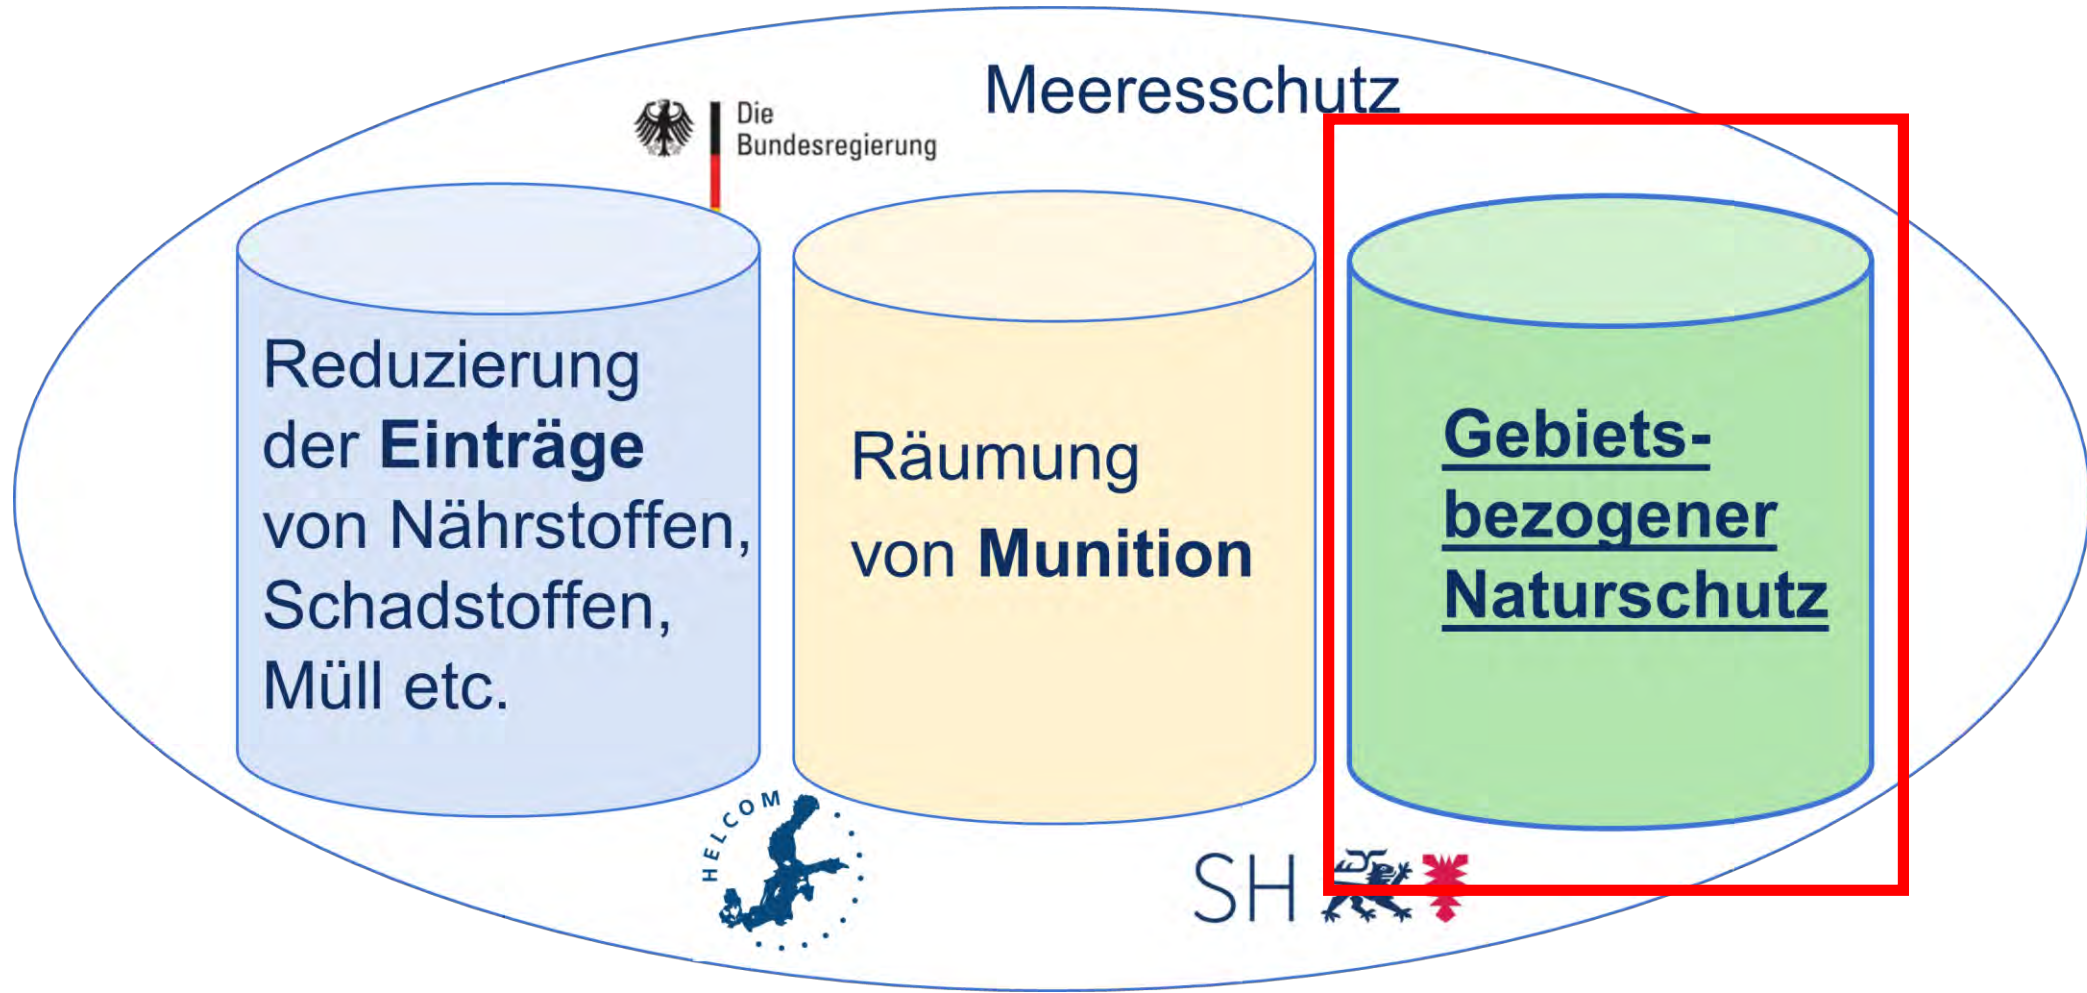 Meeresschutz
Die
Bundesregierung
Reduzierung
der Einträge
von Nährstoffen,
Schadstoffen,
Müll etc.
Räumung
von Munition
Gebiets-
bezogener
Naturschutz
HELCOM
SH